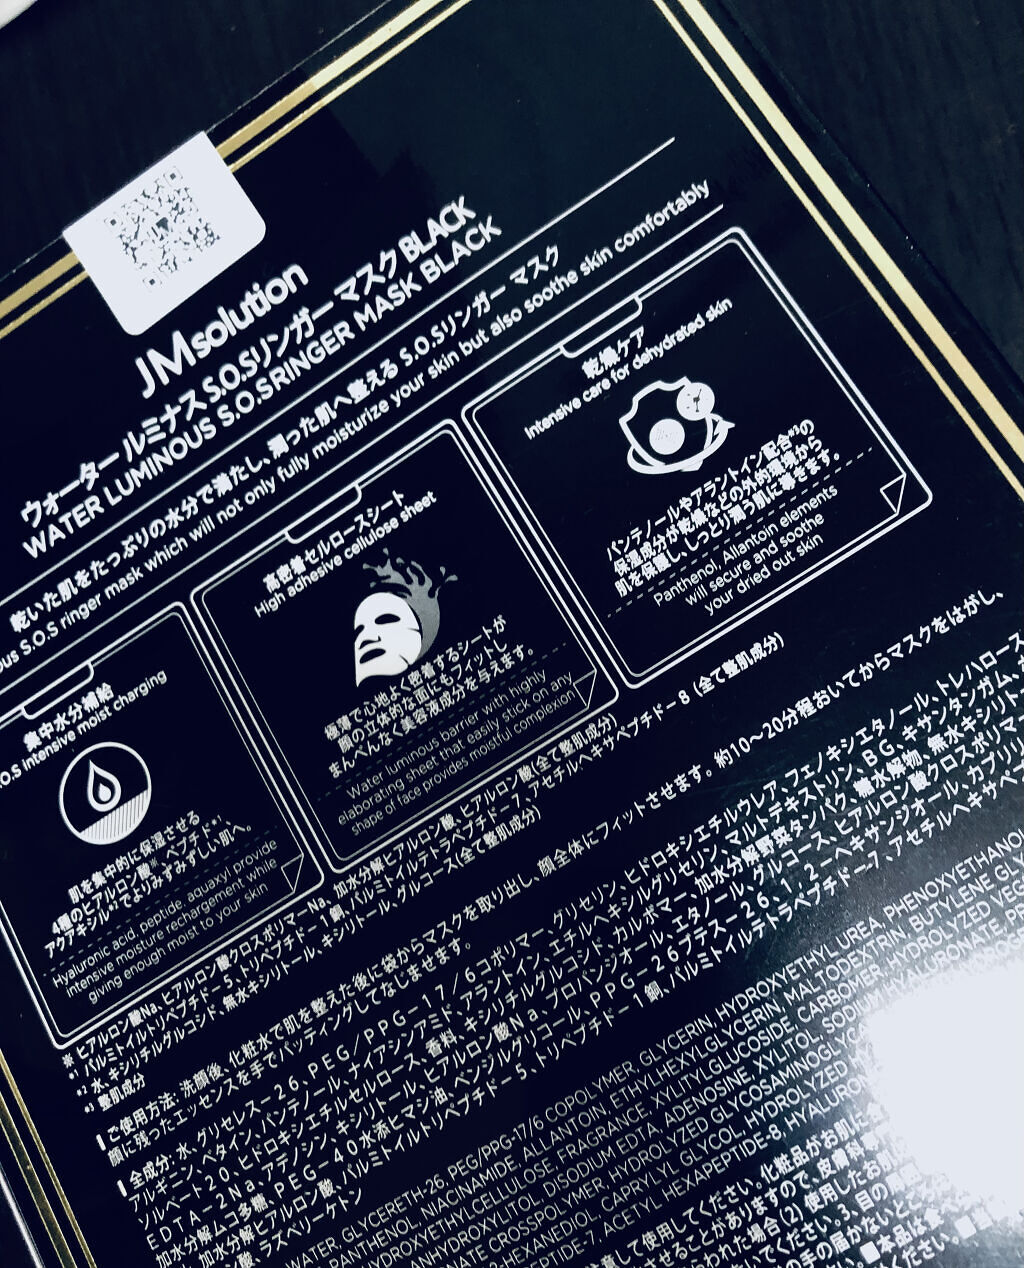 JMsolution
ウォータールミナス S.O.Sリンガーマスク BLACK
WATER LUMINOUS S.O.S RINGER MASK BLACK
乾いた肌をたっぷりの水分で満たし、潤った肌へ整える S.O.Sリンガー マスク
ous S.O.S ringer mask which will not only fully moisturize your skin but also soothe skin comfortably
集中水分補給
O.S intensive moist charging
肌を集中的に保湿させる
4種のヒアルロン酸※、ペプチド*¹、
アクアキシル*²でよりみずみずしい肌へ。
Hyaluronic acid, peptide, aquaxyl provide
intensive moisture rechargement while
giving enough moist to your skin
高密着セルロースシート
High adhesive cellulose sheet
極薄で心地よく密着するシートが
顔の立体的な面にもフィットし、
まんべんなく美容液成分を与えます。
Water luminous barrier with highly
elaborating sheet that easily stick on any
shape of face provides moistful complexion
乾燥ケア
Intensive care for dehydrated skin
パンテノールやアラントイン配合*³の
保湿成分が乾燥などの外的環境から
肌を保護し、しっとり潤う肌に導きます。
Panthenol, Allantoin elements
will secure and soothe
your dried out skin
※ ヒアルロン酸Na、ヒアルロン酸クロスポリマーNa、加水分解ヒアルロン酸、ヒアルロン酸(全て整肌成分)
*¹ パルミトイルトリペプチド-5、トリペプチド-1銅、パルミトイルテトラペプチド-7、アセチルヘキサペプチド-8 (全て整肌成分)
*² 水、キシリチルグルコシド、無水キシリトール、キシリトール、グルコース(全て整肌成分)
*³ 整肌成分
ご使用方法: 洗顔後、化粧水で肌を整えた後に袋からマスクを取り出し、顔全体にフィットさせます。約10〜20分程おいてからマスクをはがし、
顔に残ったエッセンスを手でパッティングしてなじませます。
全成分: 水、グリセレス-26、PEG/PPG-17/6コポリマー、グリセリン、ヒドロキシエチルウレア、フェノキシエタノール、トレハロース
アルギニン、ベタイン、パンテノール、ナイアシンアミド、アラントイン、エチルヘキシルグリセリン、マルトデキストリン、BG、キサンタンガム、
ソルベート20、ヒドロキシエチルセルロース、香料、キシリチルグルコシド、カルボマー、加水分解野菜タンパク、
EDTA-2Na、アデノシン、キシリトール、ヒアルロン酸Na、プロパンジオール、エタノール、グルコース、ヒアルロン酸クロスポリマー
加水分解ムコ多糖、PEG-40水添ヒマシ油、ペンチレングリコール、PPG-26ブテス-26、1,2-ヘキサンジオール、カプリリ
加水分解ヒアルロン酸、パルミトイルトリペプチド-5、トリペプチド-1銅、パルミトイルテトラペプチド-7、アセチルヘキサペ
酸、ラズベリーケトン
WATER, GLYCERETH-26, PEG/PPG-17/6 COPOLYMER, GLYCERIN, HYDROXYETHYL UREA, PHENOXYETHANO
PANTHENOL, NIACINAMIDE, ALLANTOIN, ETHYLHEXYLGLYCERIN, MALTODEXTRIN, BUTYLENE GLY
HYDROXYETHYLCELLULOSE, FRAGRANCE, XYLITYLGLUCOSIDE, CARBOMER, HYDROLYZED VEG
ANHYDROXYLITOL, DISODIUM EDTA, ADENOSINE, XYLITOL, SODIUM HYALURONATE, PR
NATE CROSSPOLYMER, HYDROLYZED GLYCOSAMINOGLYCA
2-HEXANEDIOL, CAPRYLYL GLYCOL, HYDROLYZED HYALURON
PEPTIDE-7, ACETYL HEXAPEPTIDE-8, HYALURON